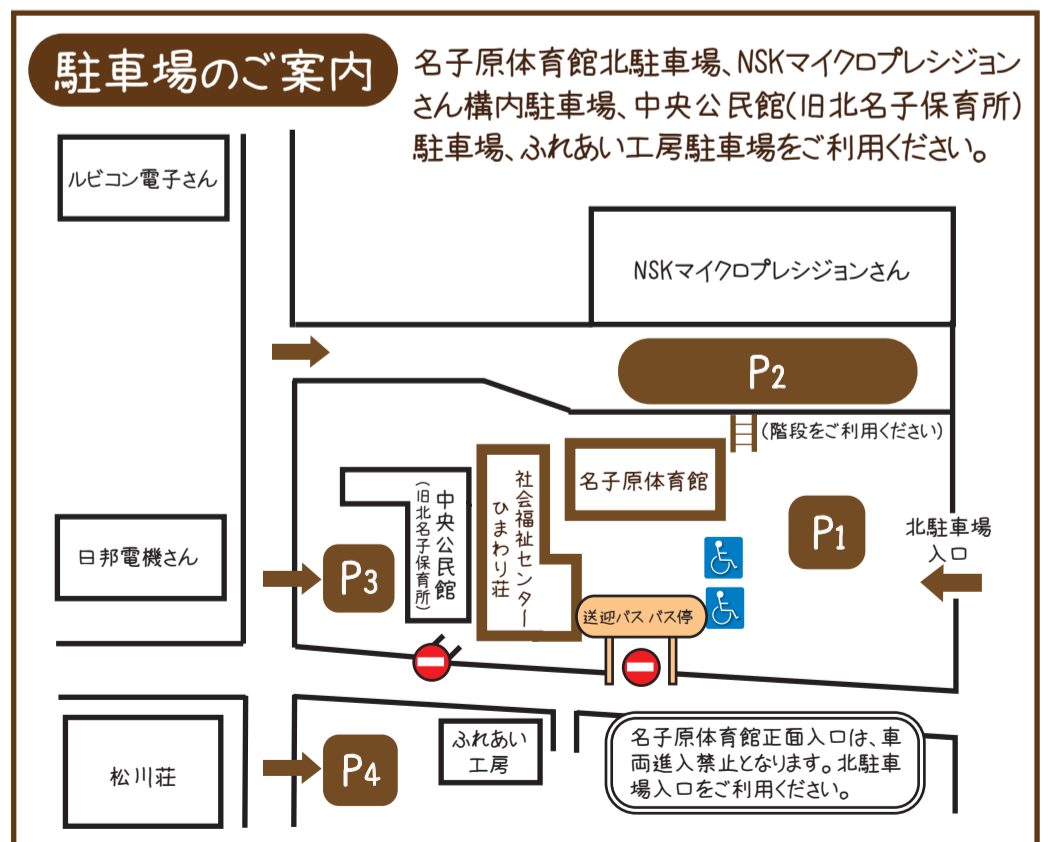 駐車場のご案内
名子原体育館北駐車場、NSKマイクロプレシジョン
さん構内駐車場、中央公民館(旧北名子保育所)
駐車場、ふれあい工房駐車場をご利用ください。
ルビコン電子さん
NSKマイクロプレシジョンさん
P2
(階段をご利用ください)
名子原体育館
社会福祉センター
ひまわり荘
中央公民館
(旧北名子保育所)
P1
北駐車場
入口
日邦電機さん
P3
送迎バス バス停
松川荘
P4
ふれあい
工房
名子原体育館正面入口は、車
両進入禁止となります。北駐車
場入口をご利用ください。